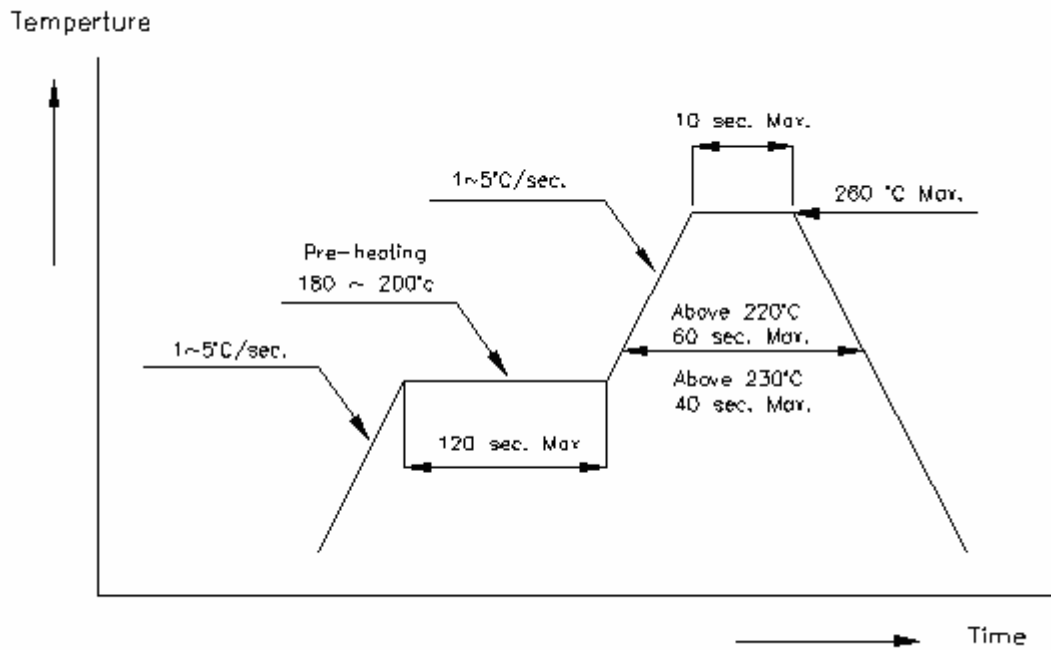 Temperture
10 sec. Max.
1~5°C/sec.
260 °C Max.
Pre-heating
180 ~ 200°c
Above 220°C
60 sec. Max.
1~5°C/sec.
Above 230°C
40 sec. Max.
120 sec. Max
Time